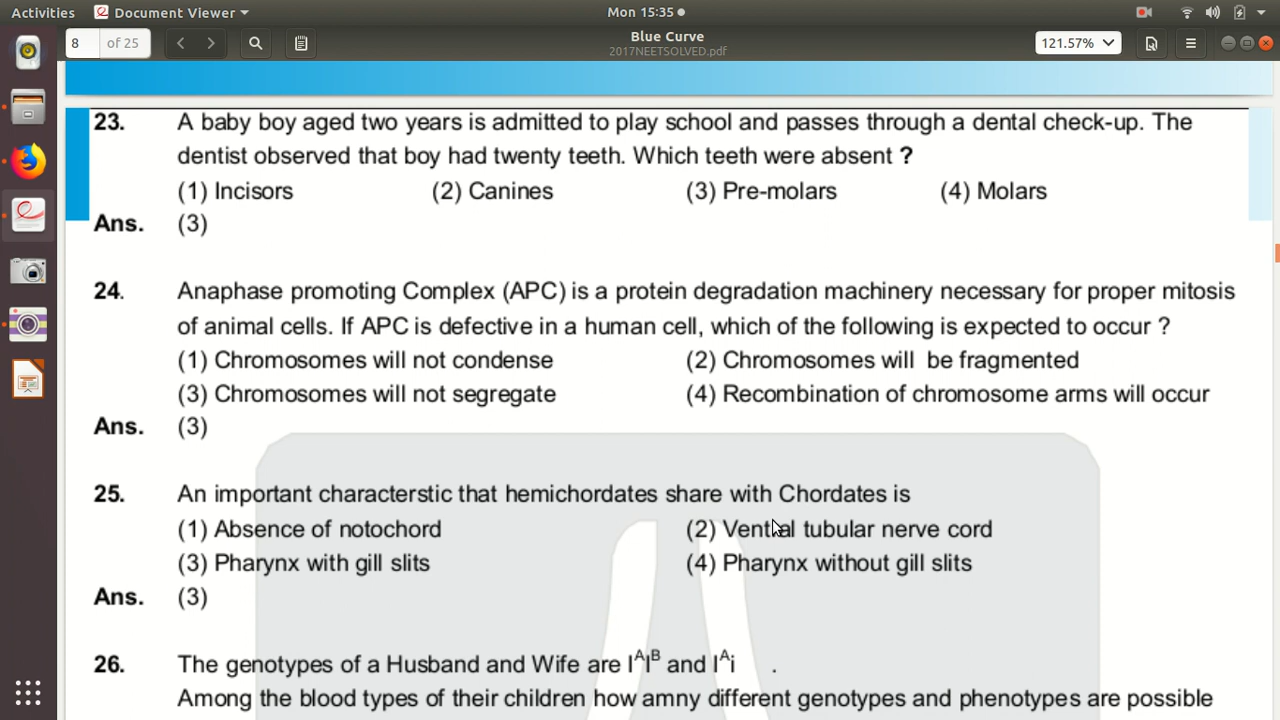 Activities Document Viewer Mon 15:35
8 of 25 Blue Curve 121.57%
2017NEETSOLVED.pdf
23. A baby boy aged two years is admitted to play school and passes through a dental check-up. The
dentist observed that boy had twenty teeth. Which teeth were absent ?
(1) Incisors (2) Canines (3) Pre-molars (4) Molars
Ans. (3)
24. Anaphase promoting Complex (APC) is a protein degradation machinery necessary for proper mitosis
of animal cells. If APC is defective in a human cell, which of the following is expected to occur ?
(1) Chromosomes will not condense (2) Chromosomes will be fragmented
(3) Chromosomes will not segregate (4) Recombination of chromosome arms will occur
Ans. (3)
25. An important characterstic that hemichordates share with Chordates is
(1) Absence of notochord (2) Ventral tubular nerve cord
(3) Pharynx with gill slits (4) Pharynx without gill slits
Ans. (3)
26. The genotypes of a Husband and Wife are I^A I^B and I^A i .
Among the blood types of their children how amny different genotypes and phenotypes are possible